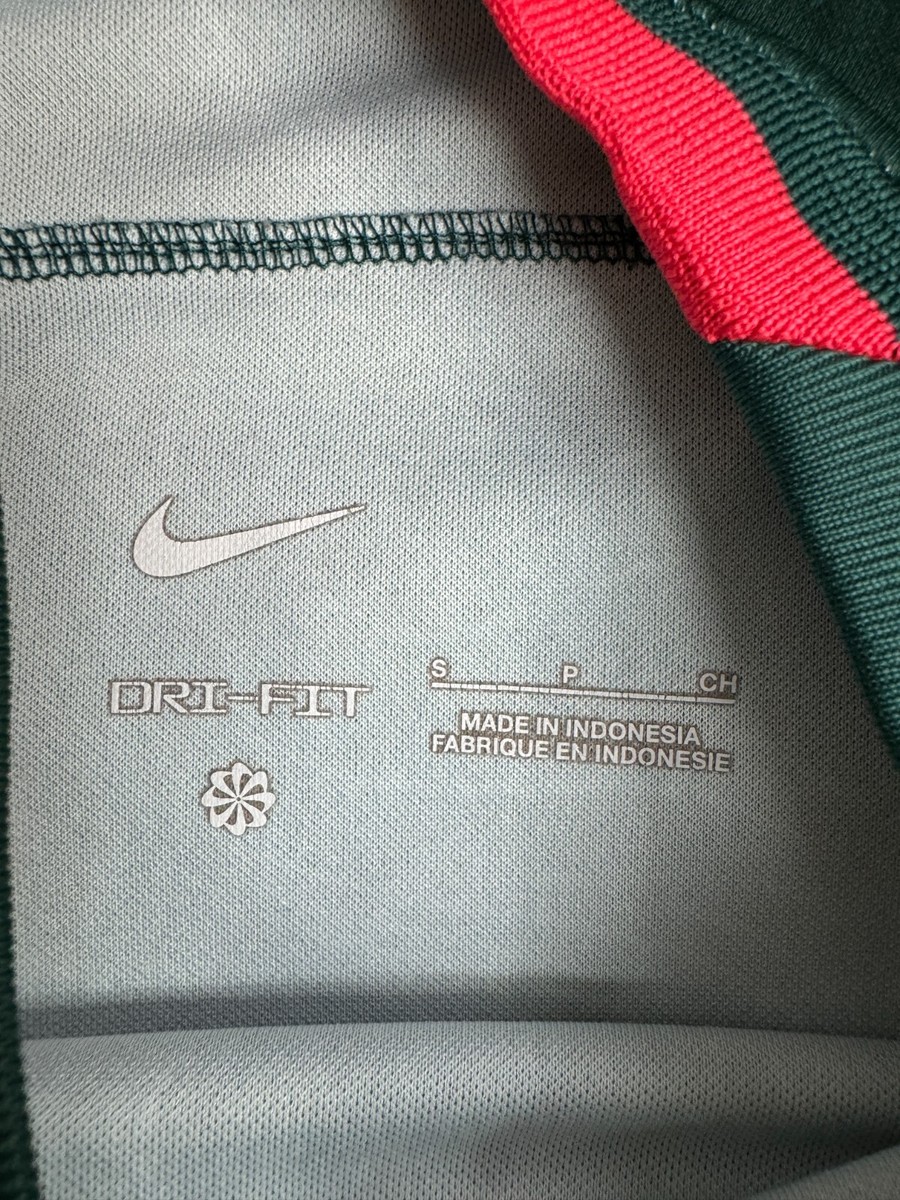 DRI-FIT
S P CH
MADE IN INDONESIA
FABRIQUE EN INDONESIE